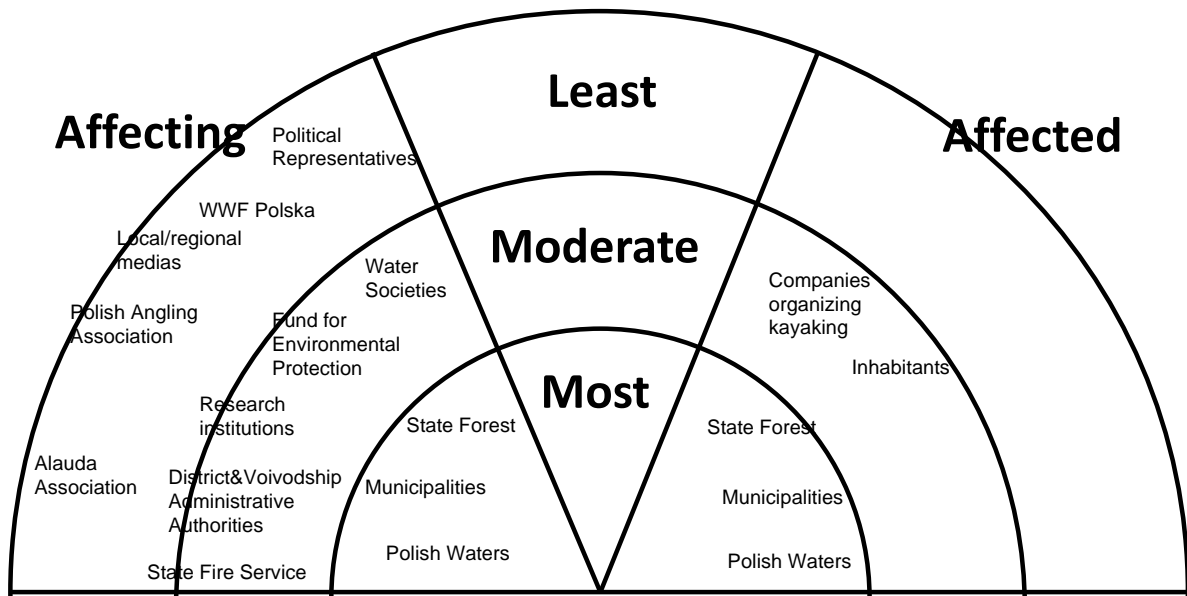 Least
Affecting
Affected
Political
Representatives
WWF Polska
Local/regional
medias
Polish Angling
Association
Alauda
Association
Moderate
Water
Societies
Fund for
Environmental
Protection
Research
institutions
District&Voivodship
Administrative
Authorities
State Fire Service
Companies
organizing
kayaking
Inhabitants
Most
State Forest
Municipalities
Polish Waters
State Forest
Municipalities
Polish Waters